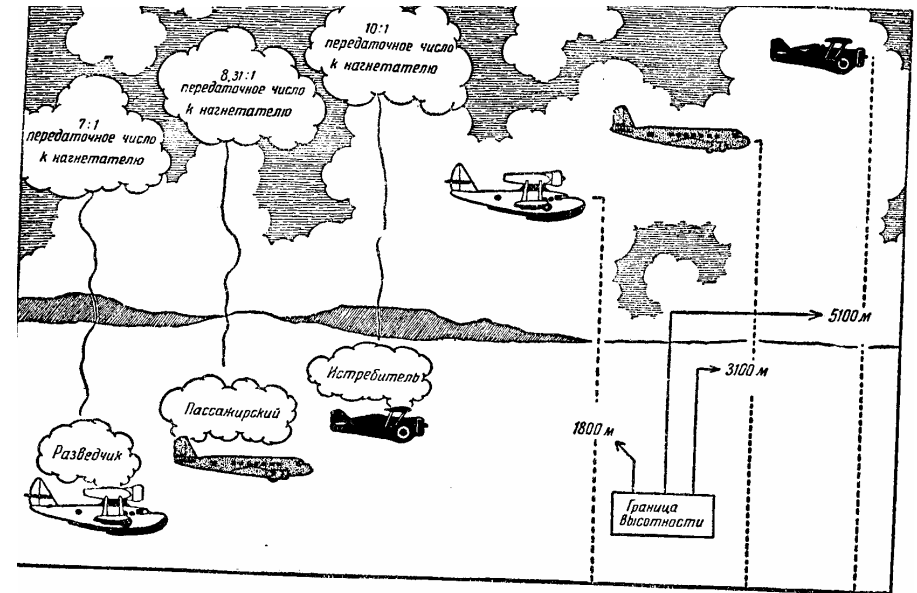 10:1
передаточное число
к нагнетателю
8,31:1
передаточное число
к нагнетателю
7:1
передаточное число
к нагнетателю
5100 м
3100 м
1800 м
Истребитель
Пассажирский
Разведчик
Граница
высотности